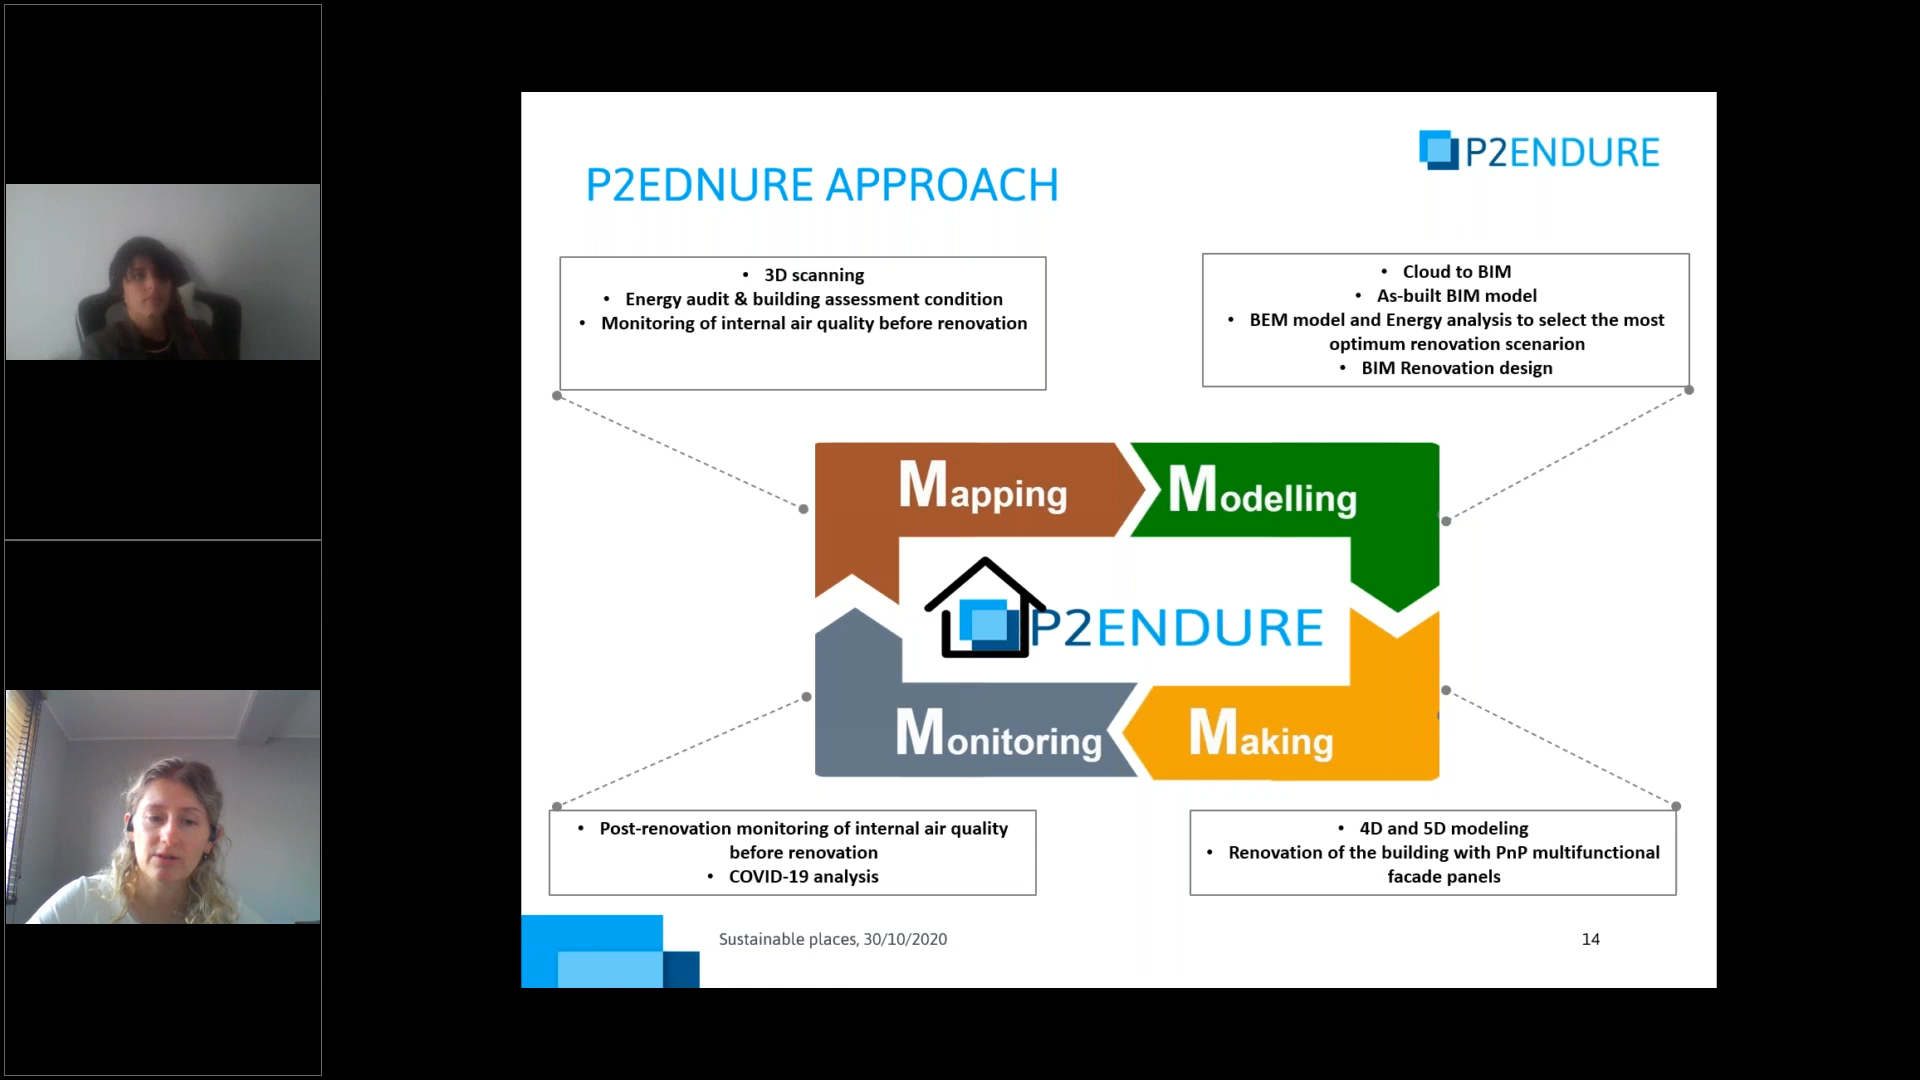 P2ENDURE
P2EDNURE APPROACH
• 3D scanning
• Energy audit & building assessment condition
• Monitoring of internal air quality before renovation
• Cloud to BIM
• As-built BIM model
• BEM model and Energy analysis to select the most
optimum renovation scenarion
• BIM Renovation design
Mapping
Modelling
P2ENDURE
Monitoring
Making
• Post-renovation monitoring of internal air quality
before renovation
• COVID-19 analysis
• 4D and 5D modeling
• Renovation of the building with PnP multifunctional
facade panels
Sustainable places, 30/10/2020
14